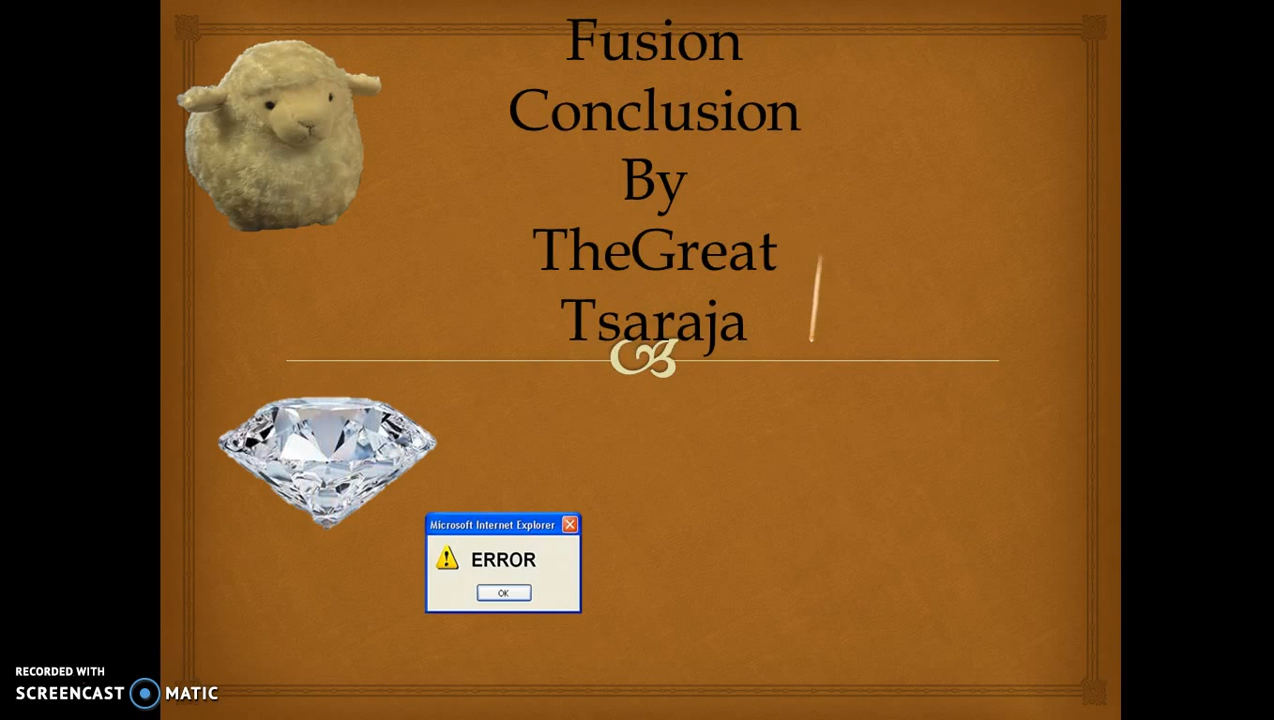 Fusion
Conclusion
By
TheGreat
Tsaraja
Microsoft Internet Explorer
ERROR
OK
RECORDED WITH
SCREENCAST MATIC